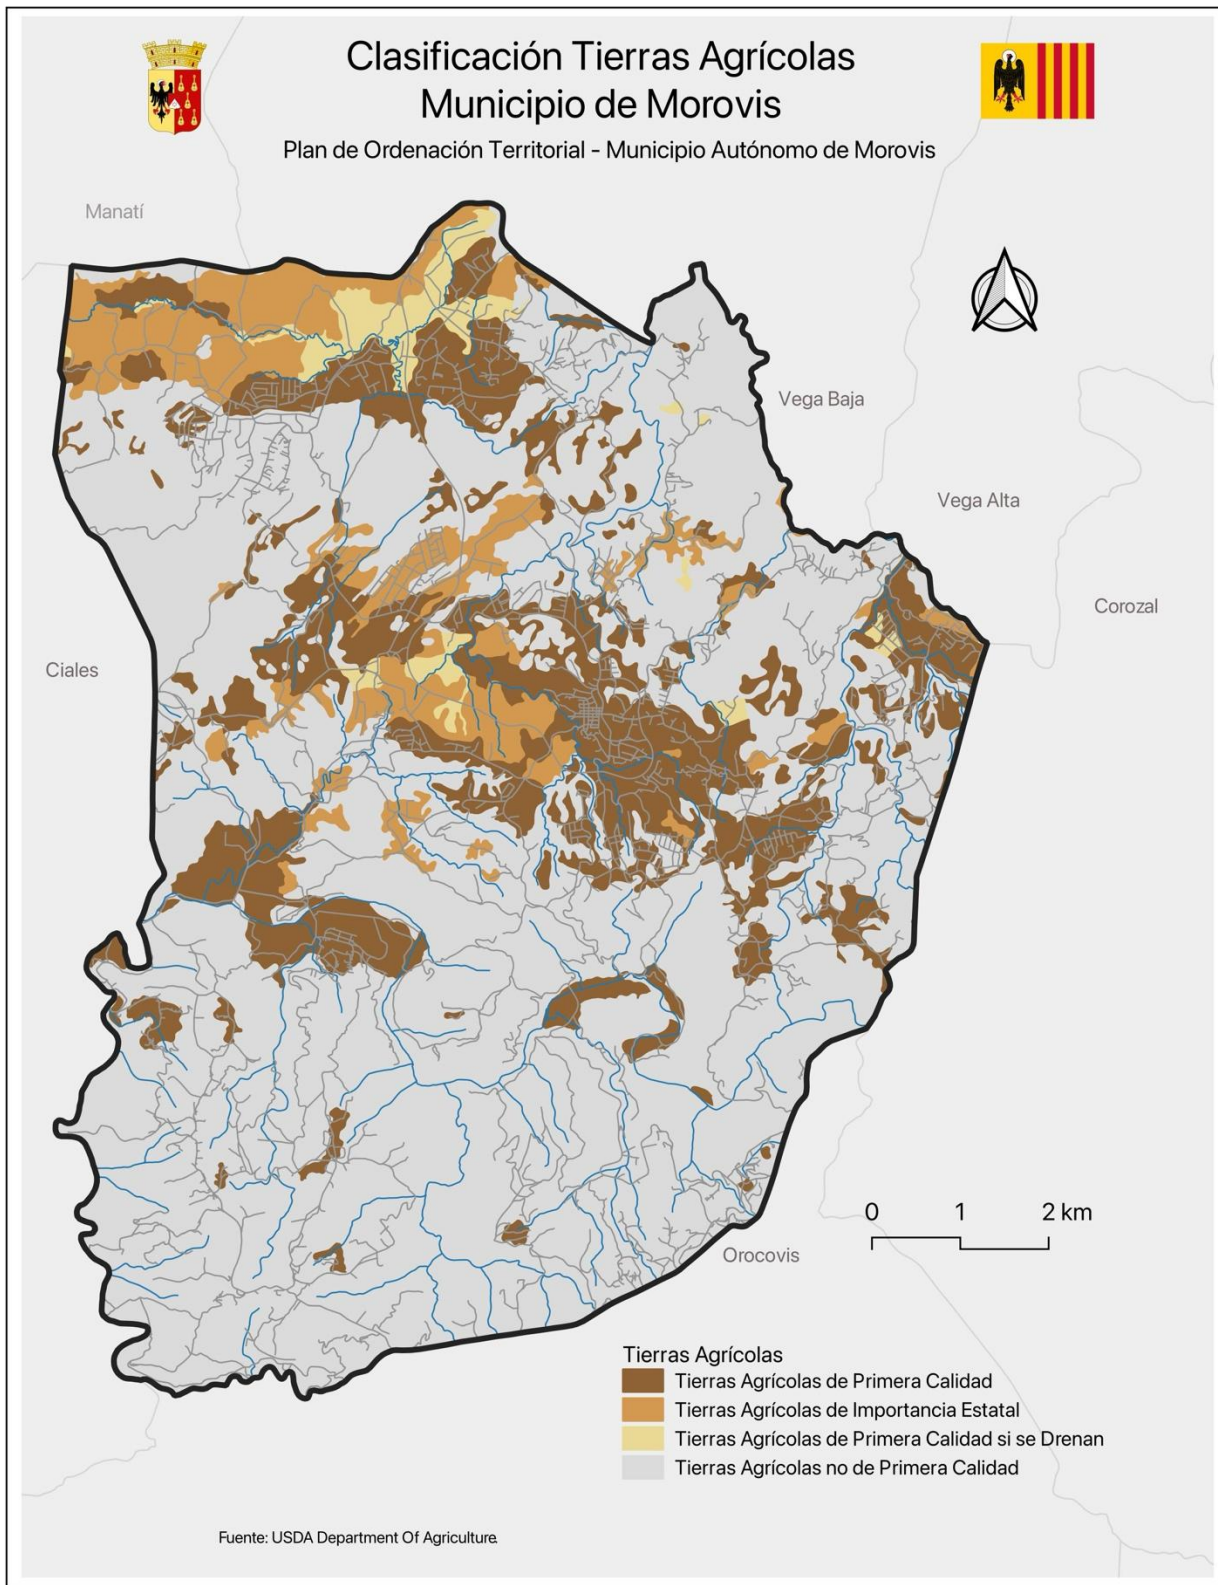 Clasificación Tierras Agrícolas
Municipio de Morovis
Plan de Ordenación Territorial - Municipio Autónomo de Morovis
Manatí
Vega Baja
Vega Alta
Corozal
Ciales
0 1 2 km
Orocovis
Tierras Agrícolas
Tierras Agrícolas de Primera Calidad
Tierras Agrícolas de Importancia Estatal
Tierras Agrícolas de Primera Calidad si se Drenan
Tierras Agrícolas no de Primera Calidad
Fuente: USDA Department Of Agriculture.